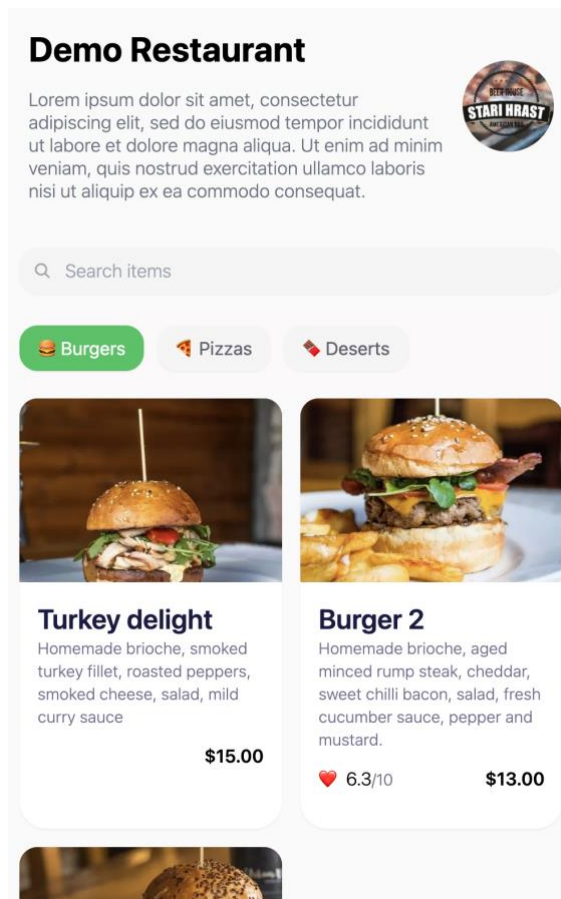 Demo Restaurant
Lorem ipsum dolor sit amet, consectetur
adipiscing elit, sed do eiusmod tempor incididunt
ut labore et dolore magna aliqua. Ut enim ad minim
veniam, quis nostrud exercitation ullamco laboris
nisi ut aliquip ex ea commodo consequat.
BEER HOUSE
STARI HRAST
Search items
🍔 Burgers
🍕 Pizzas
🍫 Deserts
Turkey delight
Homemade brioche, smoked
turkey fillet, roasted peppers,
smoked cheese, salad, mild
curry sauce
$15.00
Burger 2
Homemade brioche, aged
minced rump steak, cheddar,
sweet chilli bacon, salad, fresh
cucumber sauce, pepper and
mustard.
❤️ 6.3/10
$13.00